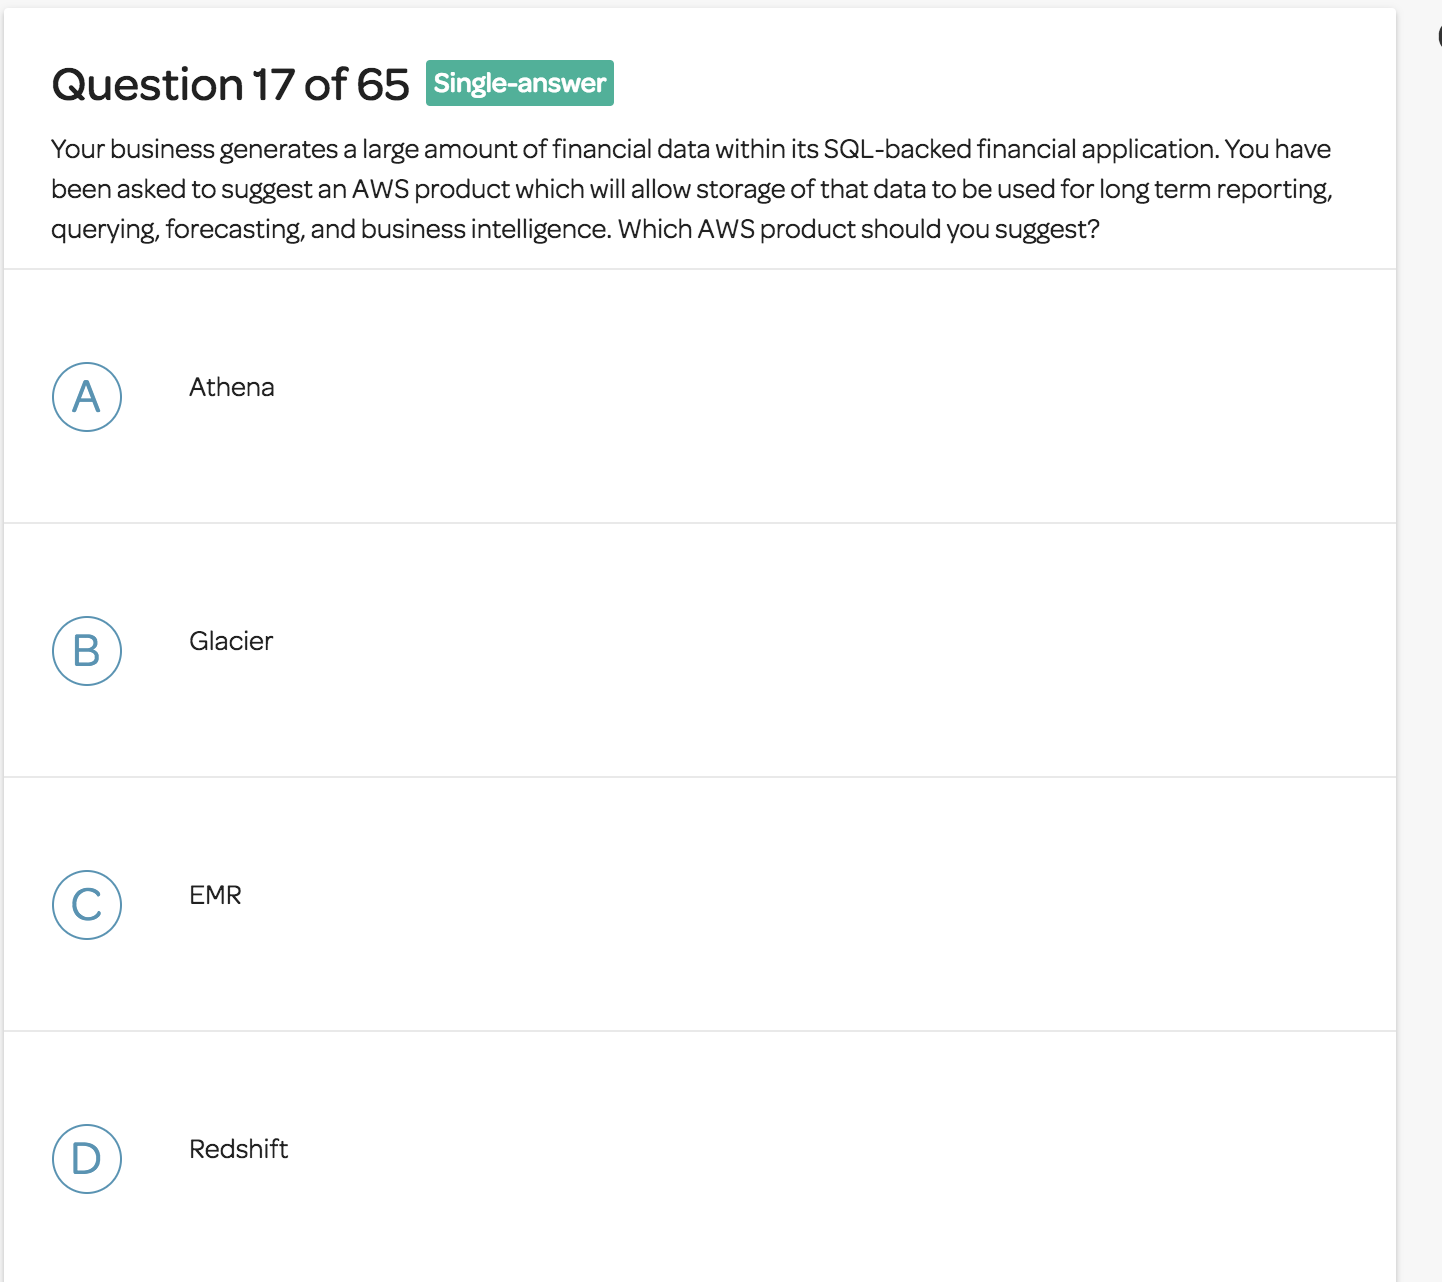 Question 17 of 65 Single-answer
Your business generates a large amount of financial data within its SQL-backed financial application. You have
been asked to suggest an AWS product which will allow storage of that data to be used for long term reporting,
querying, forecasting, and business intelligence. Which AWS product should you suggest?
A Athena
B Glacier
C EMR
D Redshift